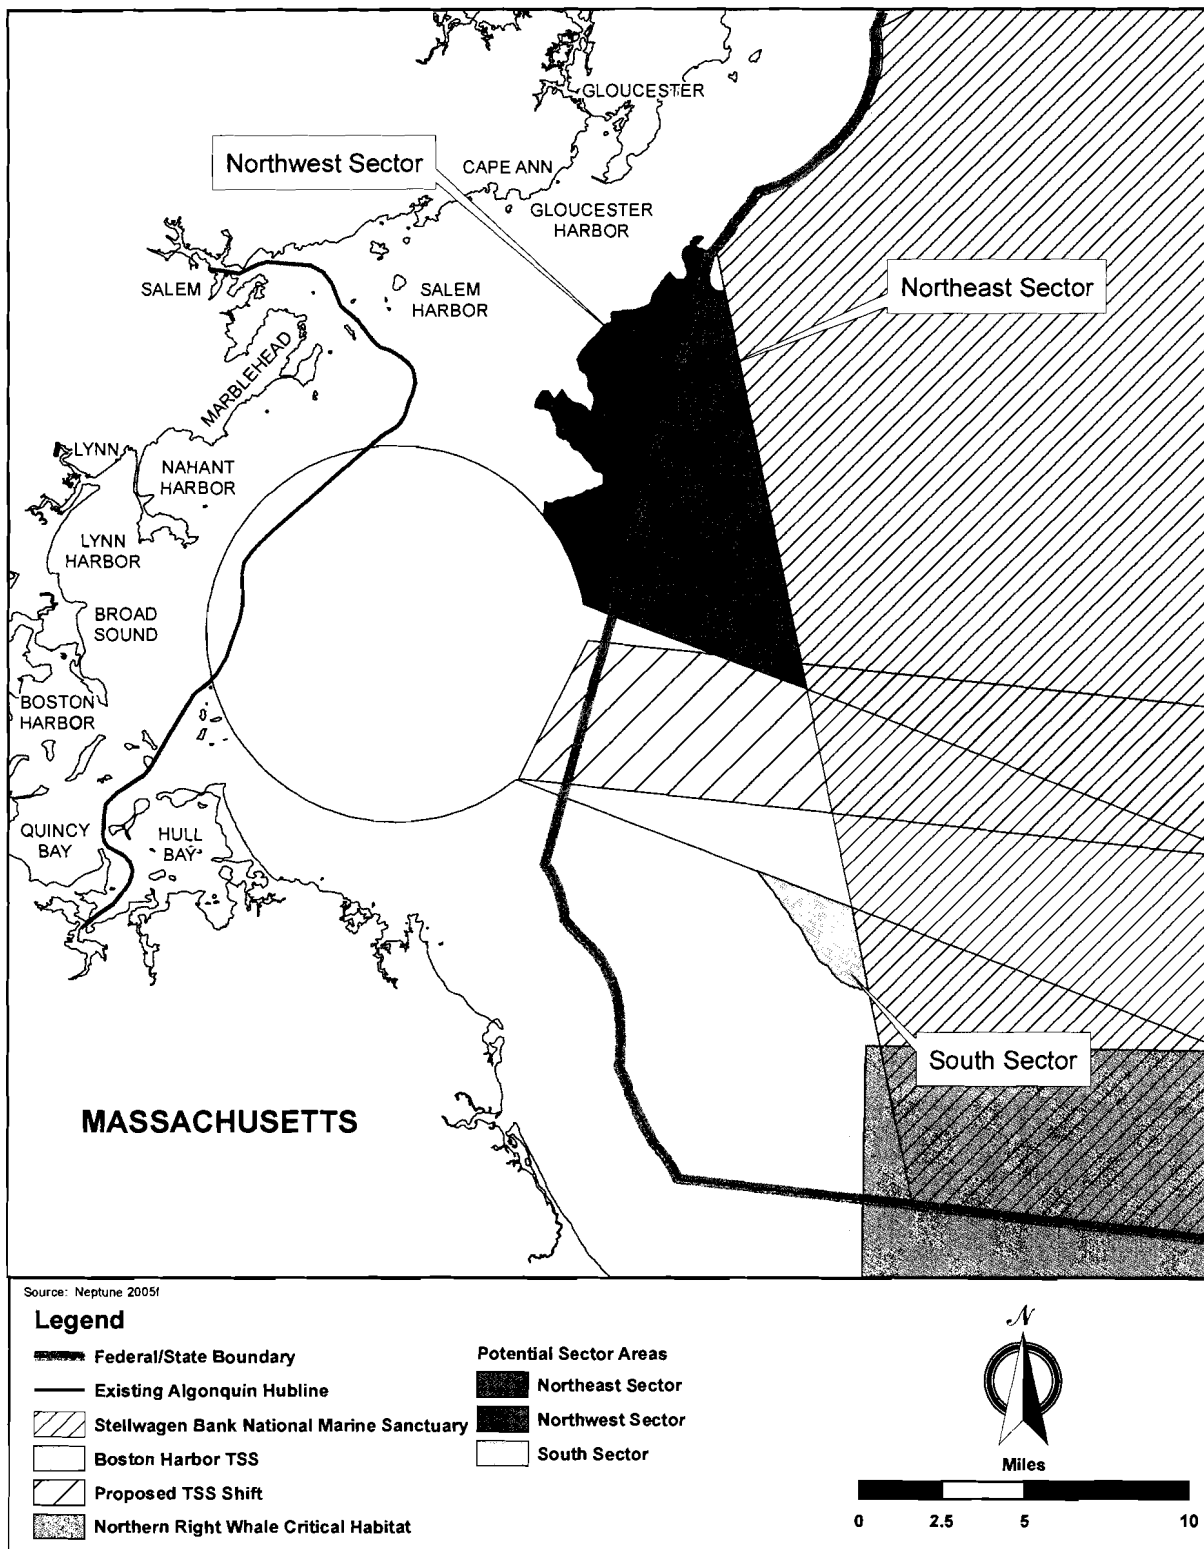 GLOUCESTER
Northwest Sector
CAPE ANN
GLOUCESTER
HARBOR
Northeast Sector
SALEM
SALEM
HARBOR
MARBLEHEAD
LYNN
NAHANT
HARBOR
LYNN
HARBOR
BROAD
SOUND
BOSTON
HARBOR
QUINCY
BAY
HULL
BAY
South Sector
MASSACHUSETTS
Source: Neptune 2005f
Legend
Federal/State Boundary
Existing Algonquin Hubline
Stellwagen Bank National Marine Sanctuary
Boston Harbor TSS
Proposed TSS Shift
Northern Right Whale Critical Habitat
Potential Sector Areas
Northeast Sector
Northwest Sector
South Sector
N
Miles
0 2.5 5 10